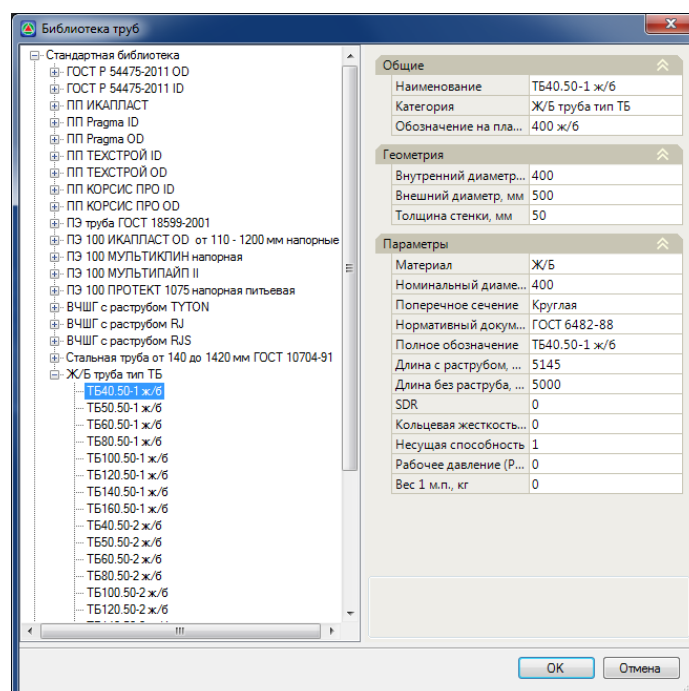 Библиотека труб
Стандартная библиотека
ГОСТ Р 54475-2011 OD
ГОСТ Р 54475-2011 ID
ПП ИКАПЛАСТ
ПП Pragma ID
ПП Pragma OD
ПП ТЕХСТРОЙ ID
ПП ТЕХСТРОЙ OD
ПП КОРСИС ПРО ID
ПП КОРСИС ПРО OD
ПЭ труба ГОСТ 18599-2001
ПЭ 100 ИКАПЛАСТ OD от 110 - 1200 мм напорные
ПЭ 100 МУЛЬТИКЛИН напорная
ПЭ 100 МУЛЬТИПАЙП II
ПЭ 100 ПРОТЕКТ 1075 напорная питьевая
ВЧШГ с раструбом TYTON
ВЧШГ с раструбом RJ
ВЧШГ с раструбом RJS
Стальная труба от 140 до 1420 мм ГОСТ 10704-91
Ж/Б труба тип ТБ
ТБ40.50-1 ж/б
ТБ50.50-1 ж/б
ТБ60.50-1 ж/б
ТБ80.50-1 ж/б
ТБ100.50-1 ж/б
ТБ120.50-1 ж/б
ТБ140.50-1 ж/б
ТБ160.50-1 ж/б
ТБ40.50-2 ж/б
ТБ50.50-2 ж/б
ТБ60.50-2 ж/б
ТБ80.50-2 ж/б
ТБ100.50-2 ж/б
ТБ120.50-2 ж/б
Общие
Наименование ТБ40.50-1 ж/б
Категория Ж/Б труба тип ТБ
Обозначение на пла... 400 ж/б
Геометрия
Внутренний диаметр... 400
Внешний диаметр, мм 500
Толщина стенки, мм 50
Параметры
Материал Ж/Б
Номинальный диаме... 400
Поперечное сечение Круглая
Нормативный докум... ГОСТ 6482-88
Полное обозначение ТБ40.50-1 ж/б
Длина с раструбом, ... 5145
Длина без раструба, ... 5000
SDR 0
Кольцевая жесткость... 0
Несущая способность 1
Рабочее давление (Р... 0
Вес 1 м.п., кг 0
OK
Отмена